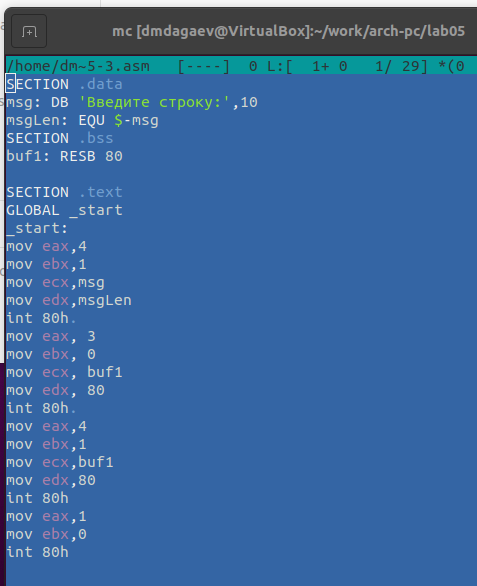 mc [dmdagaev@VirtualBox]:~/work/arch-pc/lab05
/home/dm~5-3.asm   [----]  0 L:[  1+ 0   1/ 29] *(0
SECTION .data
msg: DB 'Введите строку:',10
msgLen: EQU $-msg
SECTION .bss
buf1: RESB 80

SECTION .text
GLOBAL _start
_start:
mov eax,4
mov ebx,1
mov ecx,msg
mov edx,msgLen
int 80h.
mov eax, 3
mov ebx, 0
mov ecx, buf1
mov edx, 80
int 80h.
mov eax,4
mov ebx,1
mov ecx,buf1
mov edx,80
int 80h
mov eax,1
mov ebx,0
int 80h